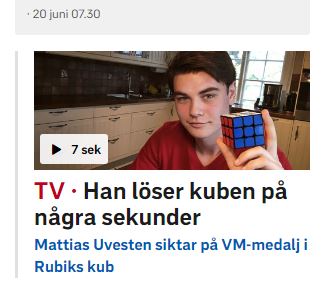 · 20 juni 07.30
7 sek
TV · Han löser kuben på
några sekunder
Mattias Uvesten siktar på VM-medalj i
Rubiks kub